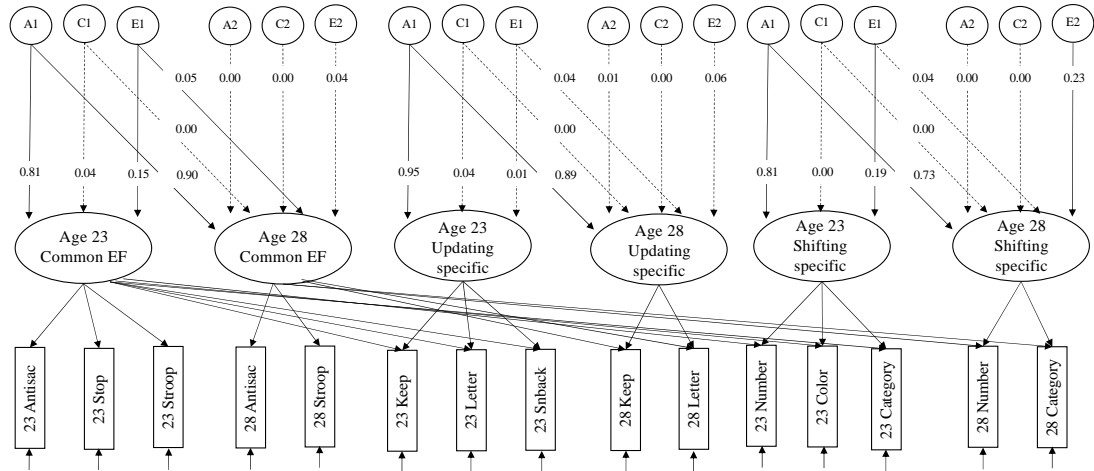 A1 C1 E1 A2 C2 E2 A1 C1 E1 A2 C2 E2 A1 C1 E1 A2 C2 E2
0.05 0.00 0.00 0.04 0.04 0.01 0.00 0.06 0.04 0.00 0.00 0.23
0.00 0.00 0.00
0.81 0.04 0.15 0.90 0.95 0.04 0.01 0.89 0.81 0.00 0.19 0.73
Age 23
Common EF
Age 28
Common EF
Age 23
Updating
specific
Age 28
Updating
specific
Age 23
Shifting
specific
Age 28
Shifting
specific
23 Antisac
23 Stop
23 Stroop
28 Antisac
28 Stroop
23 Keep
23 Letter
23 Snback
28 Keep
28 Letter
23 Number
23 Color
23 Category
28 Number
28 Category